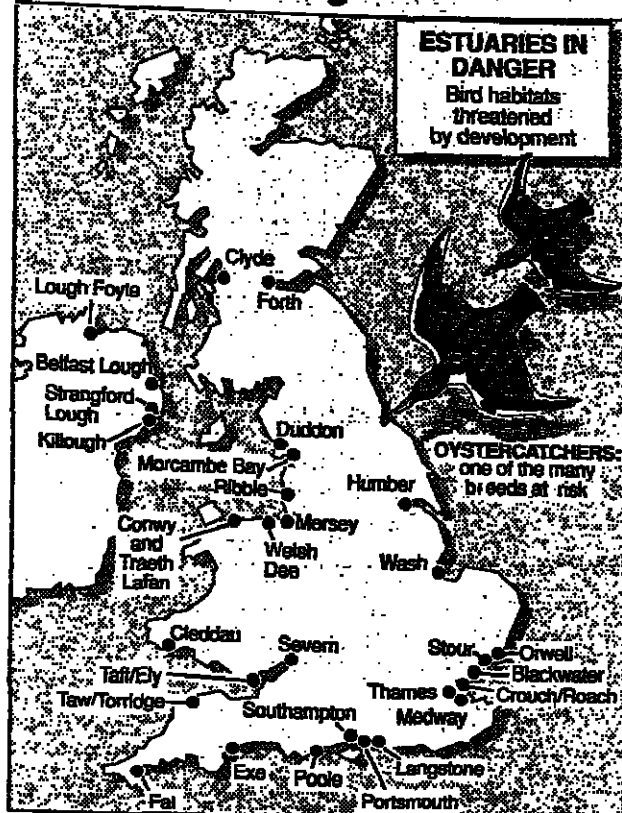 ESTUARIES IN
DANGER
Bird habitats
threatened
by development
Clyde
Forth
Lough Foyle
Belfast Lough
Strangford
Lough
Killough
Duddon
Morcambe Bay
Ribble
Humber
OYSTERCATCHERS:
one of the many
breeds at risk
Conwy
and
Traeth
Lafan
Mersey
Welsh
Dee
Wash
Cleddau
Severn
Stour
Orwell
Taft/Ely
Blackwater
Taw/Torridge
Thames
Crouch/Roach
Medway
Southampton
Langstone
Exe
Poole
Fal
Portsmouth